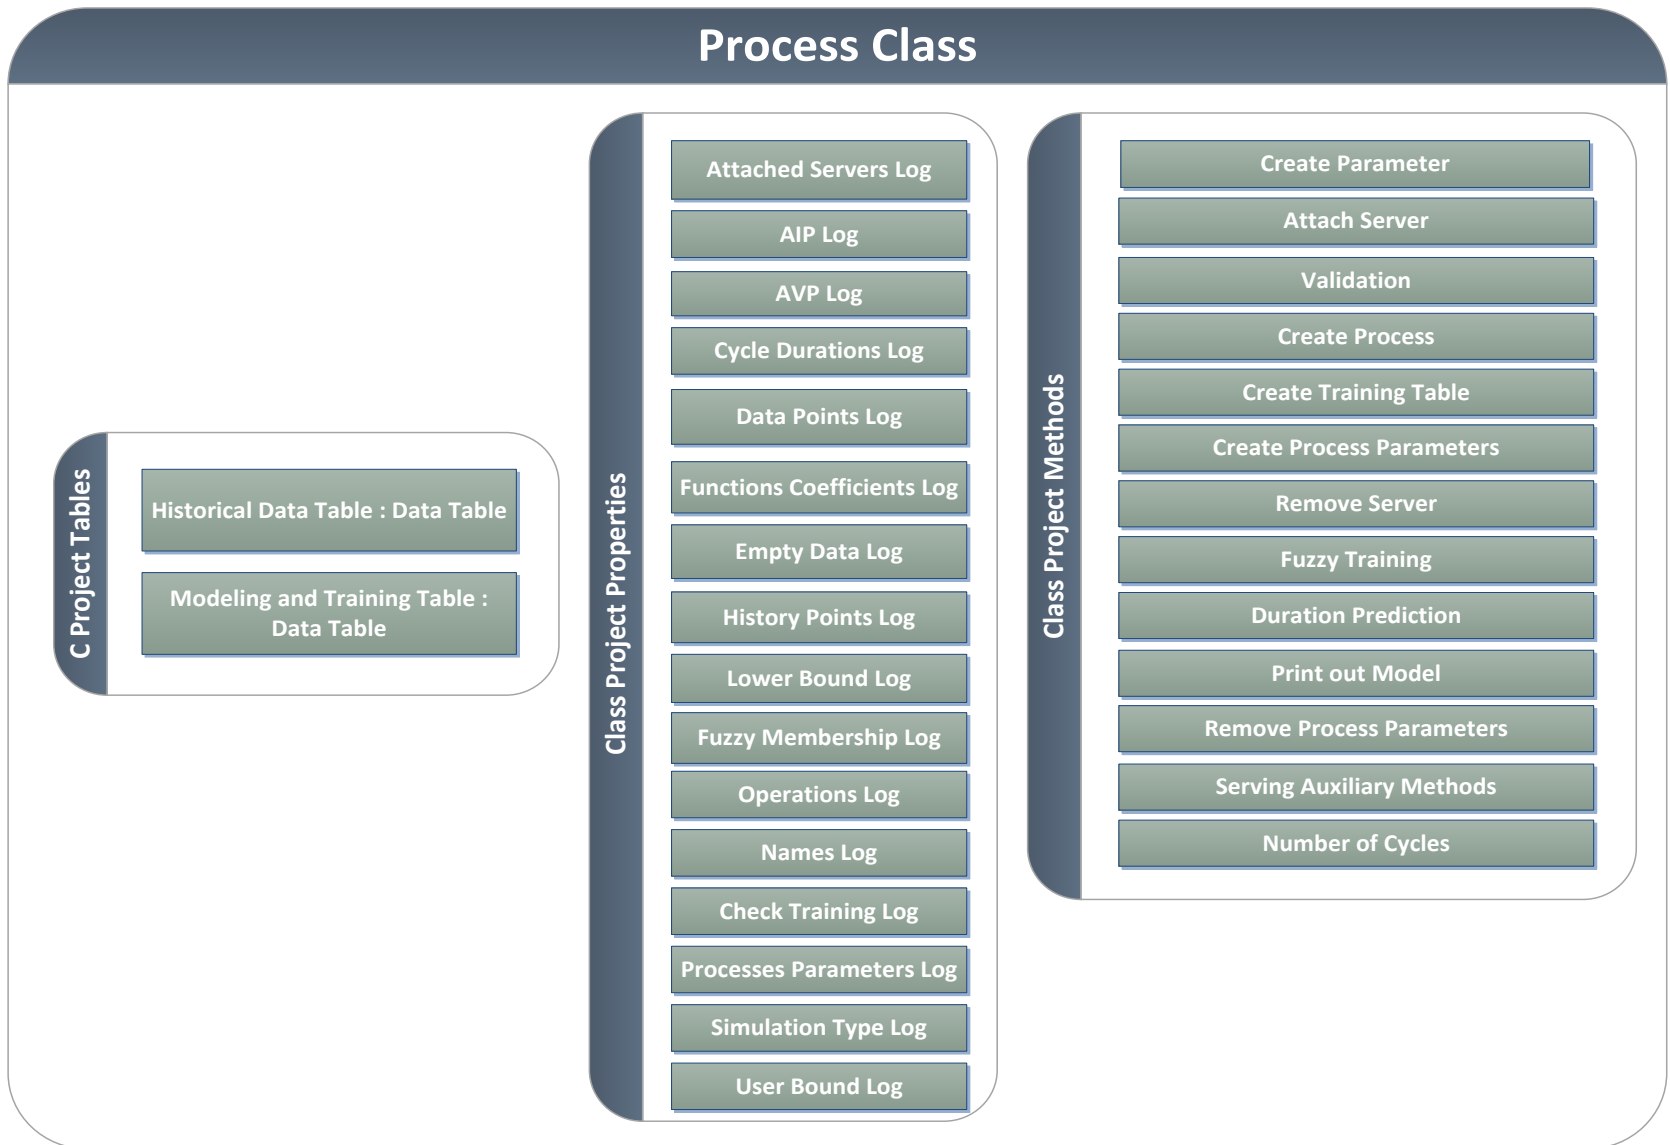 Process Class
C Project Tables
Historical Data Table : Data Table
Modeling and Training Table :
Data Table
Class Project Properties
Attached Servers Log
AIP Log
AVP Log
Cycle Durations Log
Data Points Log
Functions Coefficients Log
Empty Data Log
History Points Log
Lower Bound Log
Fuzzy Membership Log
Operations Log
Names Log
Check Training Log
Processes Parameters Log
Simulation Type Log
User Bound Log
Class Project Methods
Create Parameter
Attach Server
Validation
Create Process
Create Training Table
Create Process Parameters
Remove Server
Fuzzy Training
Duration Prediction
Print out Model
Remove Process Parameters
Serving Auxiliary Methods
Number of Cycles